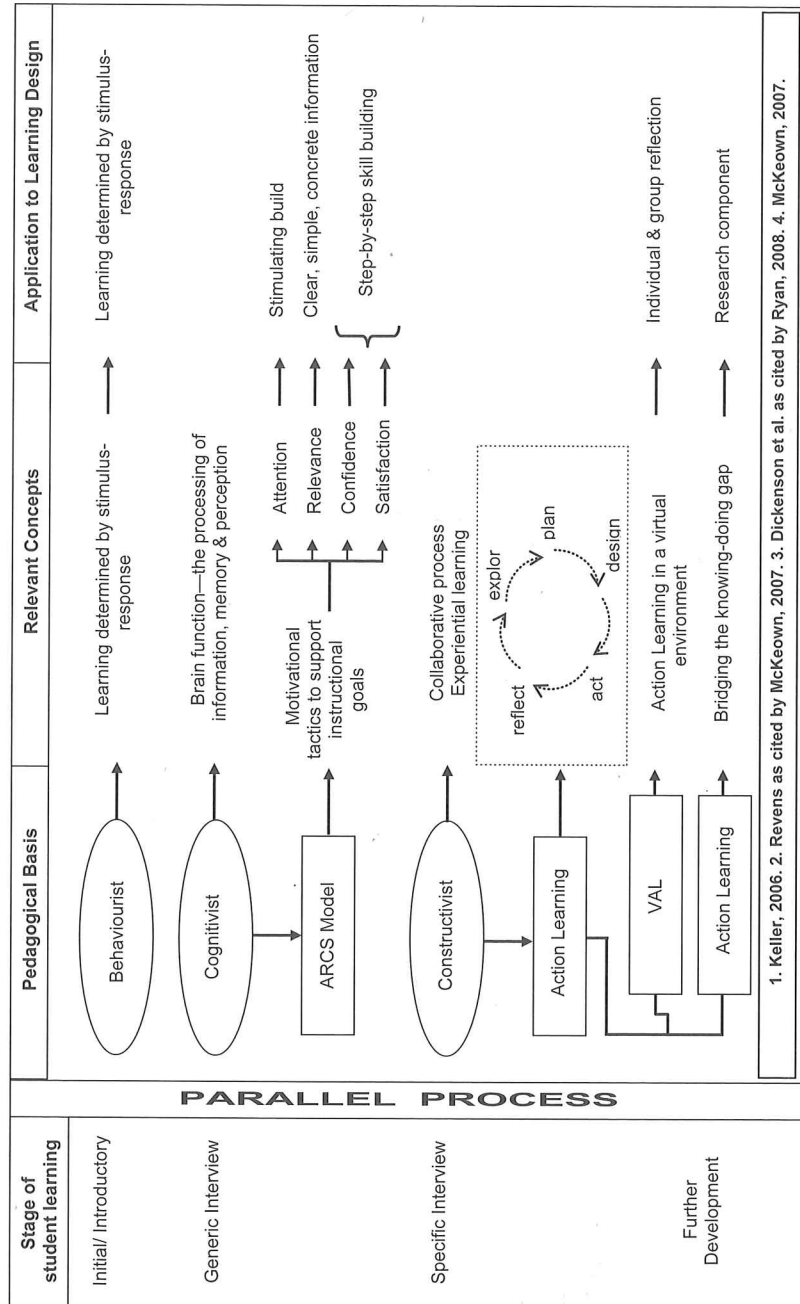 Stage of
student learning
Pedagogical Basis
Relevant Concepts
Application to Learning Design
PARALLEL PROCESS
Initial/ Introductory
Behaviourist
Learning determined by stimulus-
response
Learning determined by stimulus-
response
Generic Interview
Cognitivist
Brain function—the processing of
information, memory & perception
ARCS Model
Motivational
tactics to support
instructional
goals
Attention
Relevance
Confidence
Satisfaction
Stimulating build
Clear, simple, concrete information
Step-by-step skill building
Specific Interview
Constructivist
Collaborative process
Experiential learning
Action Learning
reflect
explor
plan
design
act
Further
Development
VAL
Action Learning in a virtual
environment
Individual & group reflection
Action Learning
Bridging the knowing-doing gap
Research component
1. Keller, 2006. 2. Revens as cited by McKeown, 2007. 3. Dickenson et al. as cited by Ryan, 2008. 4. McKeown, 2007.